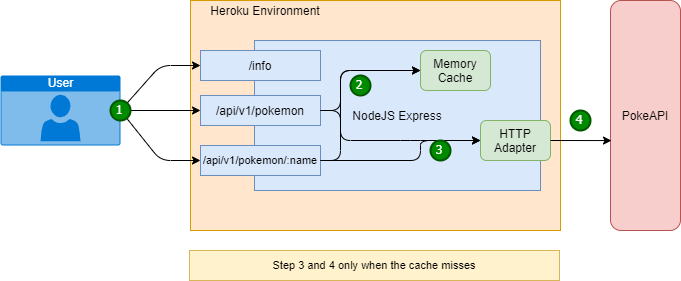 Heroku Environment
User
/info
Memory
Cache
2
1
/api/v1/pokemon
NodeJS Express
4
PokeAPI
HTTP
Adapter
3
/api/v1/pokemon/:name
Step 3 and 4 only when the cache misses